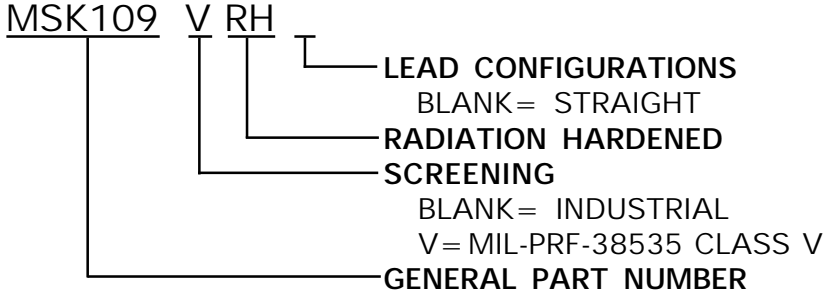 MSK109 V RH _
LEAD CONFIGURATIONS
BLANK= STRAIGHT
RADIATION HARDENED
SCREENING
BLANK= INDUSTRIAL
V=MIL-PRF-38535 CLASS V
GENERAL PART NUMBER